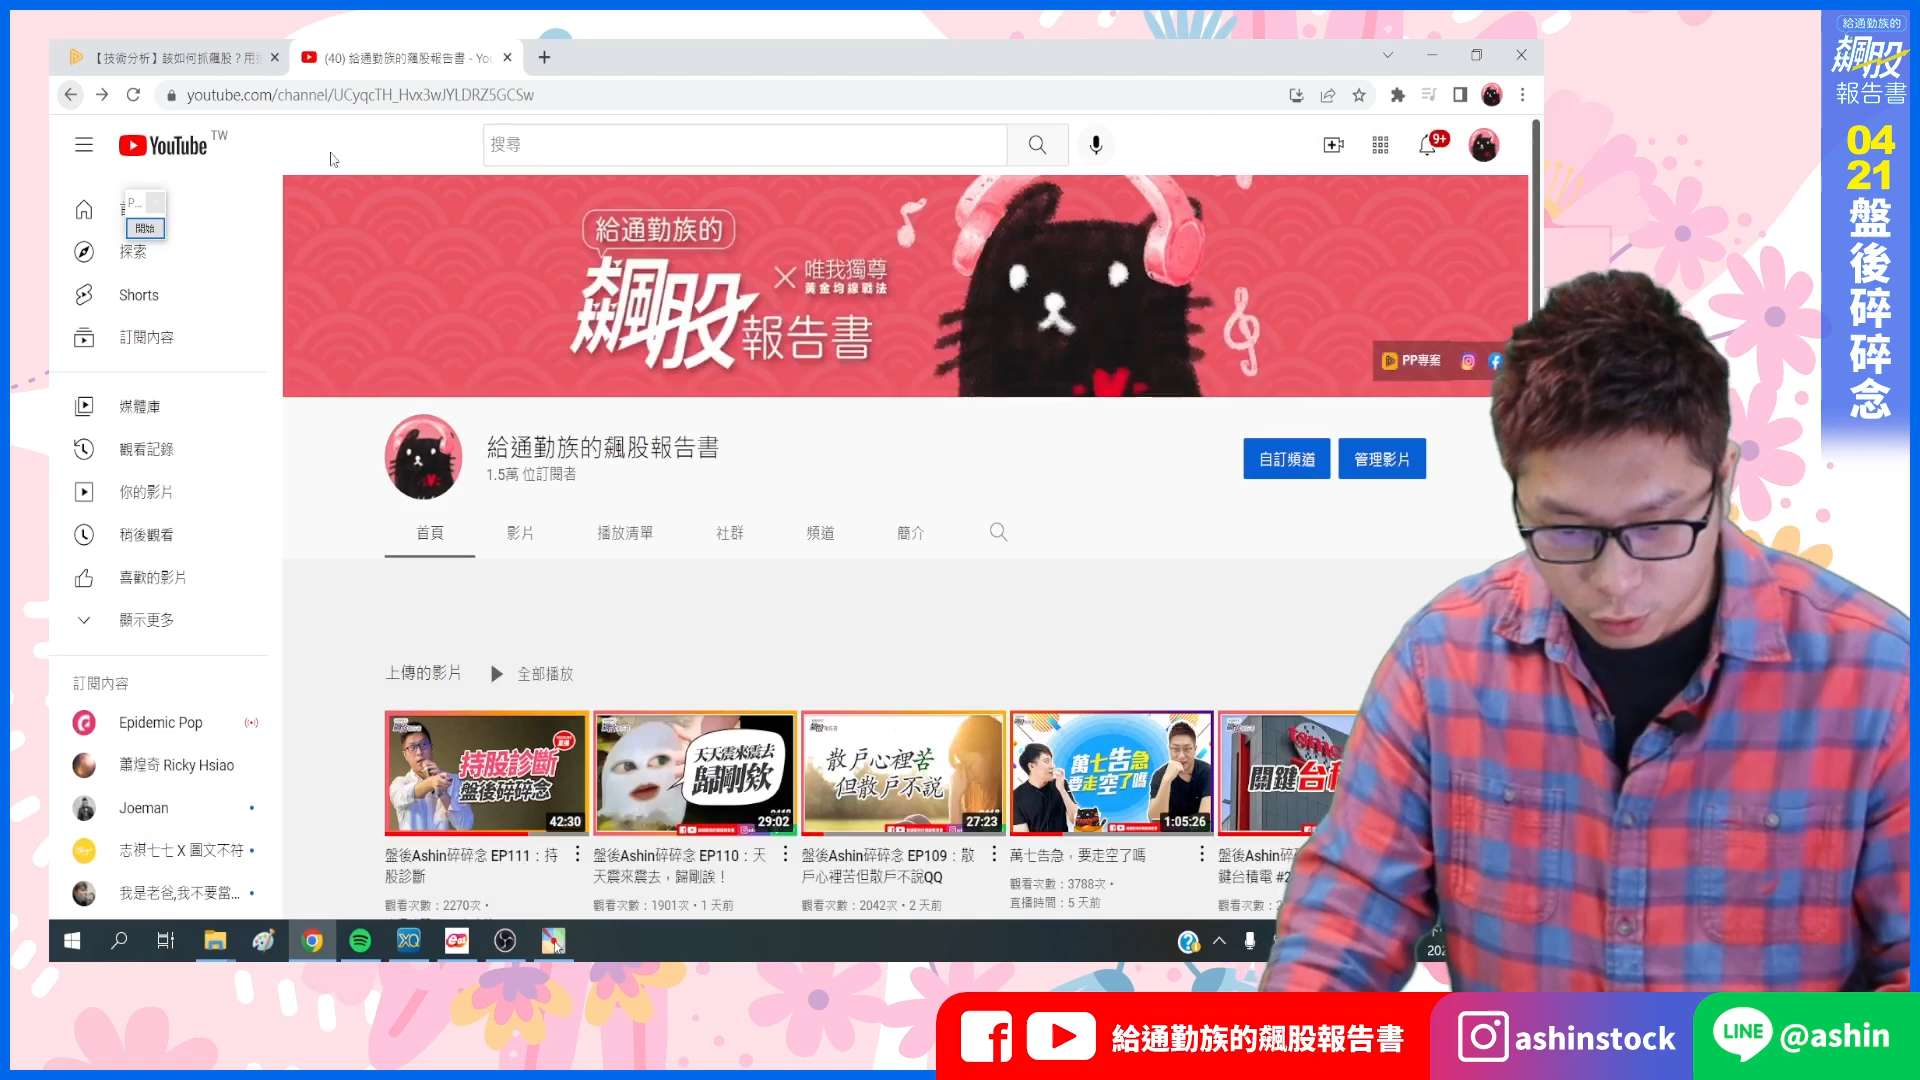 【技術分析】該如何抓飆股？用
(40) 給通勤族的飆股報告書 - You
youtube.com/channel/UCyqcTH_Hvx3wJYLDRZ5GCSw
YouTube TW
搜尋
9+
P...
開始
探索
Shorts
訂閱內容
媒體庫
觀看記錄
你的影片
稍後觀看
喜歡的影片
顯示更多
訂閱內容
Epidemic Pop
蕭煌奇 Ricky Hsiao
Joeman
志祺七七 X 圖文不符
我是老爸,我不要當...
給通勤族的
飆股
報告書
×唯我獨尊
黃金均線戰法
PP專案
給通勤族的飆股報告書
1.5萬 位訂閱者
自訂頻道
管理影片
首頁
影片
播放清單
社群
頻道
簡介
上傳的影片
全部播放
持股診斷
盤後碎碎念
42:30
天天震來震去
歸剛欸
29:02
散戶心裡苦
但散戶不說
27:23
萬七告急
要走空了嗎
1:05:26
tsmc
關鍵台積
盤後Ashin碎碎念 EP111：持
股診斷
觀看次數：2270次・
盤後Ashin碎碎念 EP110：天
天震來震去，歸剛誒！
觀看次數：1901次・1 天前
盤後Ashin碎碎念 EP109：散
戶心裡苦但散戶不說QQ
觀看次數：2042次・2 天前
萬七告急，要走空了嗎
觀看次數：3788次・
直播時間：5 天前
盤後Ashin碎
鍵台積電 #2
觀看次數：2
202
給通勤族的
飆股
報告書
04
21
盤後碎碎念
給通勤族的飆股報告書
ashinstock
LINE
@ashin